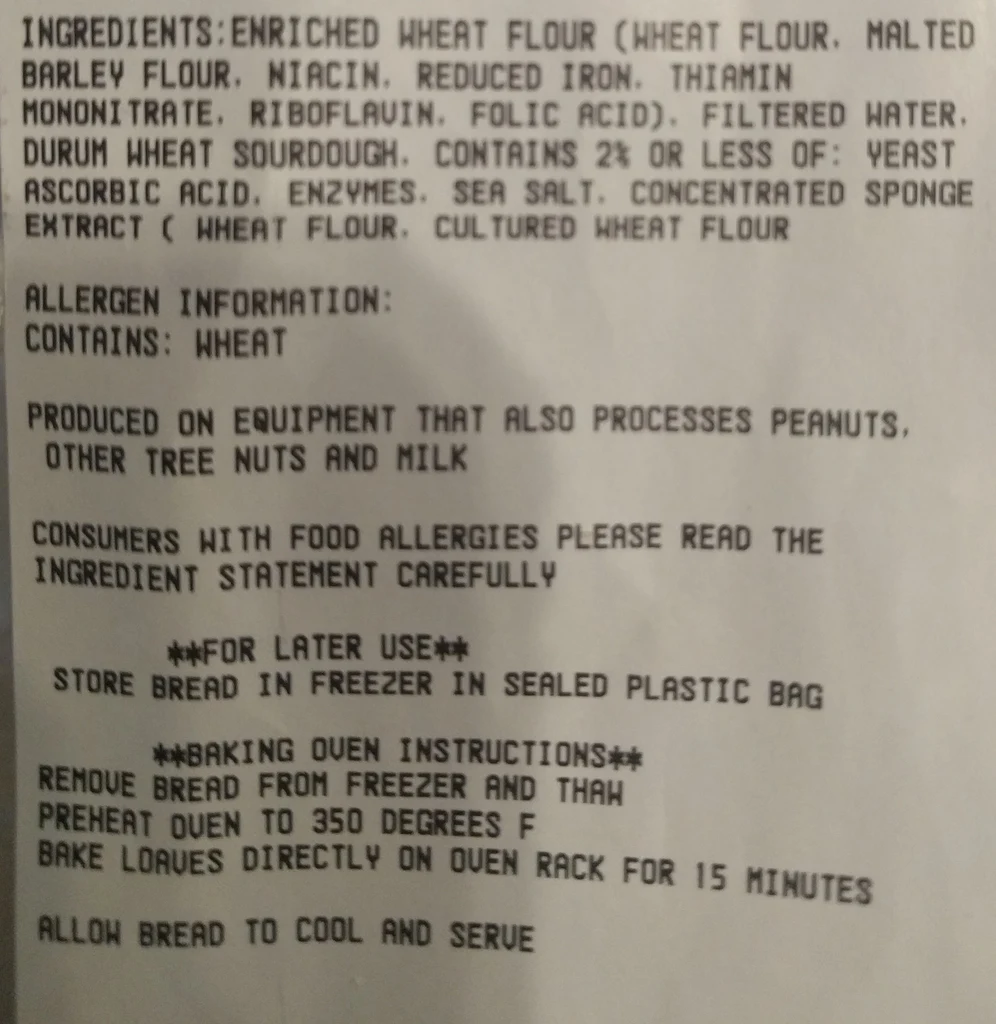 INGREDIENTS:ENRICHED WHEAT FLOUR (WHEAT FLOUR. MALTED
BARLEY FLOUR. NIACIN. REDUCED IRON. THIAMIN
MONONITRATE. RIBOFLAVIN. FOLIC ACID). FILTERED WATER.
DURUM WHEAT SOURDOUGH. CONTAINS 2% OR LESS OF: YEAST
ASCORBIC ACID. ENZYMES. SEA SALT. CONCENTRATED SPONGE
EXTRACT ( WHEAT FLOUR. CULTURED WHEAT FLOUR
ALLERGEN INFORMATION:
CONTAINS: WHEAT
PRODUCED ON EQUIPMENT THAT ALSO PROCESSES PEANUTS,
OTHER TREE NUTS AND MILK
CONSUMERS WITH FOOD ALLERGIES PLEASE READ THE
INGREDIENT STATEMENT CAREFULLY
**FOR LATER USE**
STORE BREAD IN FREEZER IN SEALED PLASTIC BAG
**BAKING OVEN INSTRUCTIONS**
REMOVE BREAD FROM FREEZER AND THAW
PREHEAT OVEN TO 350 DEGREES F
BAKE LOAVES DIRECTLY ON OVEN RACK FOR 15 MINUTES
ALLOW BREAD TO COOL AND SERVE